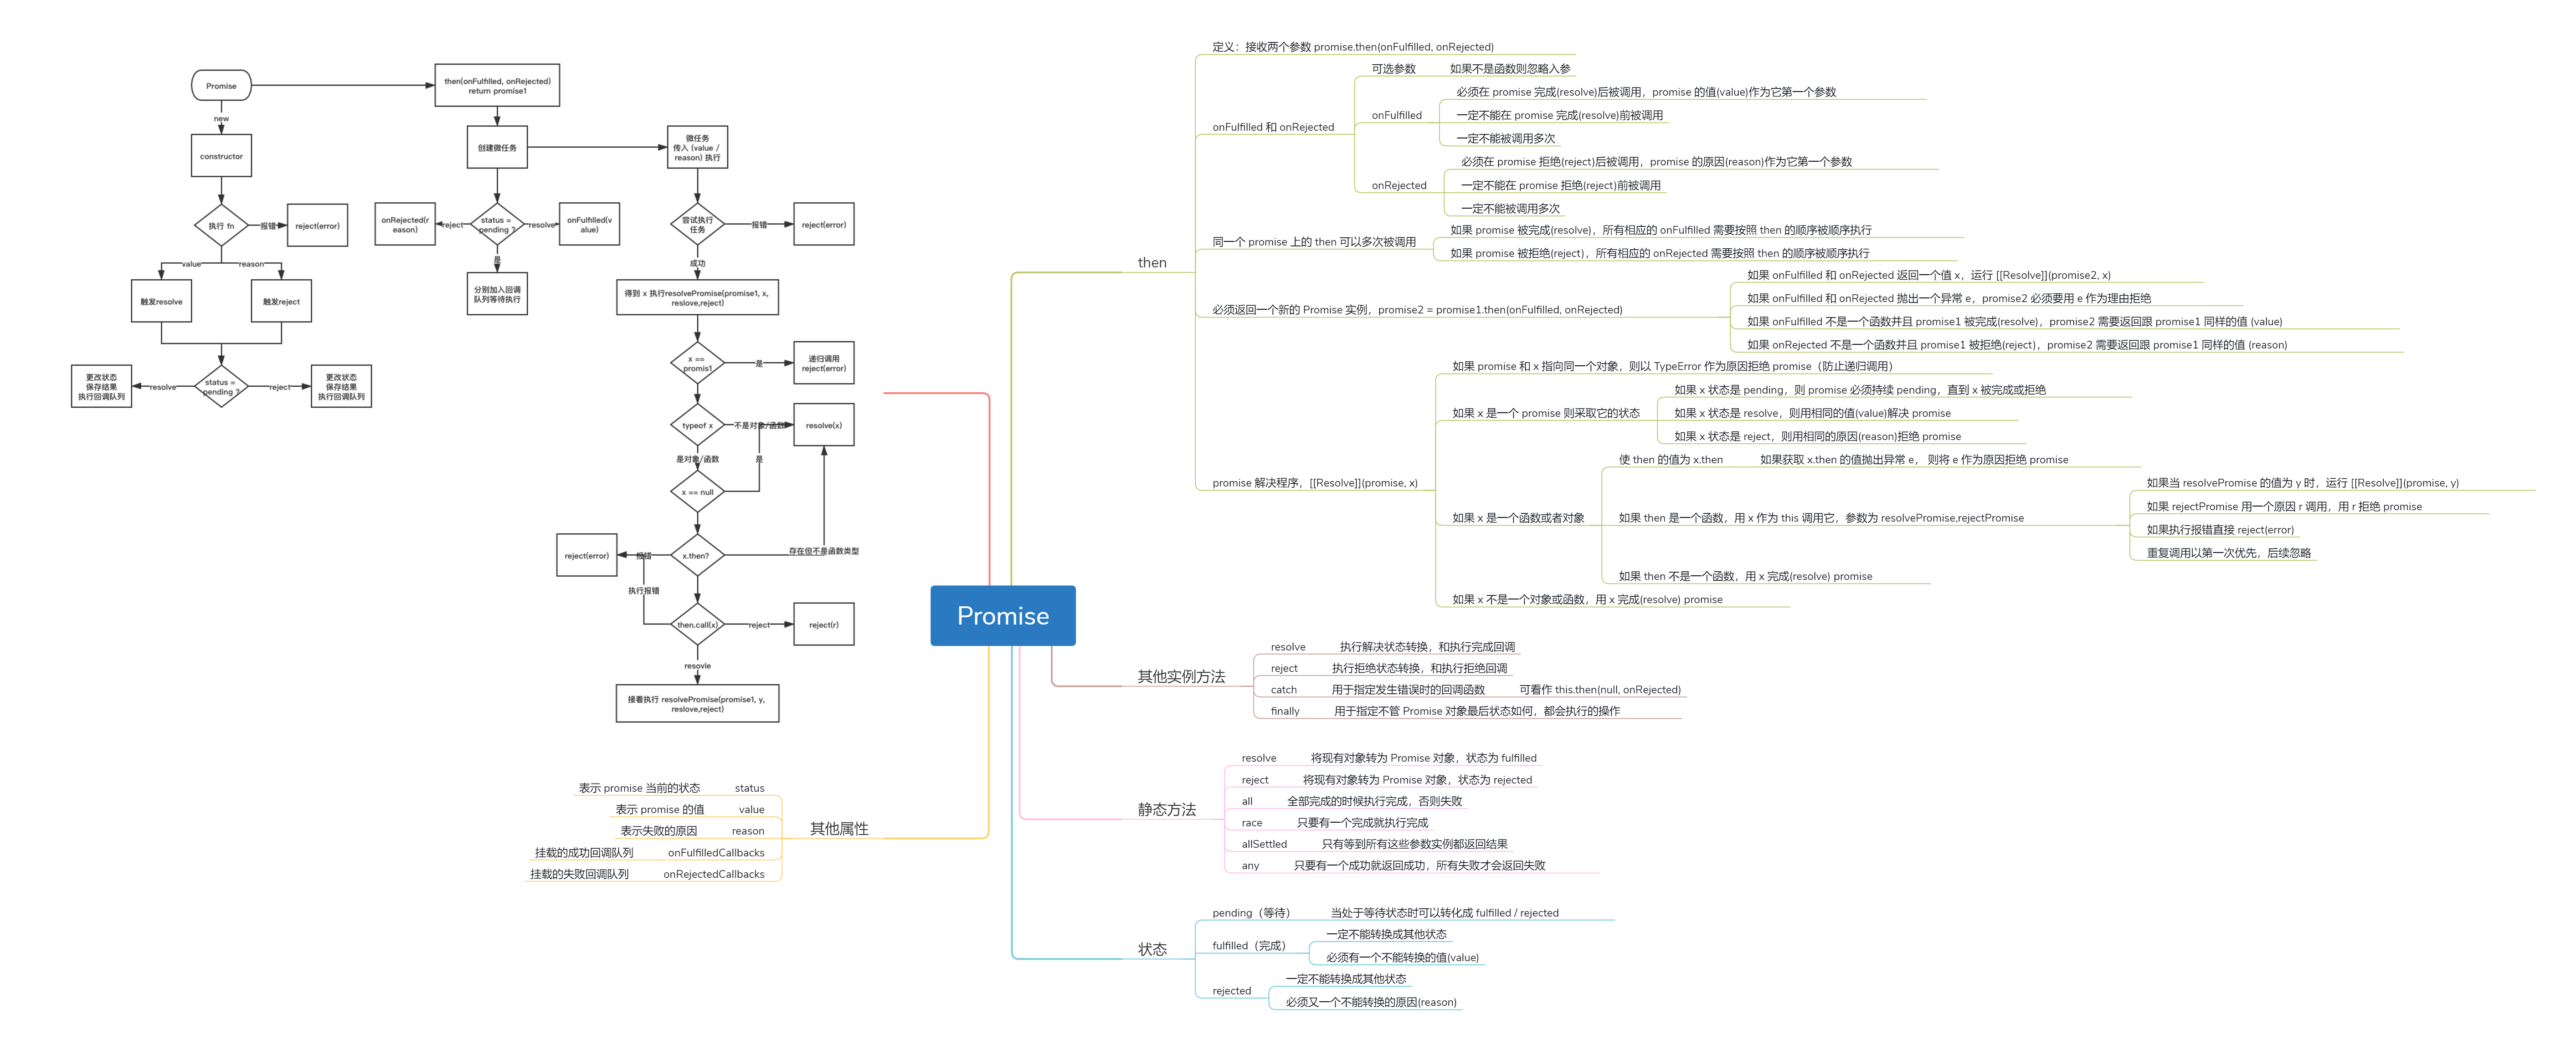 Promise
new
constructor
执行 fn
报错
reject(error)
value
reason
触发resolve
触发reject
status =
pending ?
resolve
reject
更改状态
保存结果
执行回调队列
更改状态
保存结果
执行回调队列
then(onFulfilled, onRejected)
return promise1
创建微任务
status =
pending ?
reject
resolve
onRejected(r
eason)
onFulfilled(v
alue)
是
分别加入回调
队列等待执行
微任务
传入 (value /
reason) 执行
尝试执行
任务
报错
reject(error)
成功
得到 x 执行resolvePromise(promise1, x,
reslove,reject)
x ==
promis1
是
递归调用
reject(error)
typeof x
不是对象/函数
resolve(x)
是对象/函数
是
x == null
x.then?
报错
reject(error)
存在但不是函数类型
执行报错
then.call(x)
reject
reject(r)
resovle
接着执行 resolvePromise(promise1, y,
reslove,reject)
Promise
then
定义：接收两个参数 promise.then(onFulfilled, onRejected)
onFulfilled 和 onRejected
可选参数
如果不是函数则忽略入参
onFulfilled
必须在 promise 完成(resolve)后被调用，promise 的值(value)作为它第一个参数
一定不能在 promise 完成(resolve)前被调用
一定不能被调用多次
onRejected
必须在 promise 拒绝(reject)后被调用，promise 的原因(reason)作为它第一个参数
一定不能在 promise 拒绝(reject)前被调用
一定不能被调用多次
同一个 promise 上的 then 可以多次被调用
如果 promise 被完成(resolve)，所有相应的 onFulfilled 需要按照 then 的顺序被顺序执行
如果 promise 被拒绝(reject)，所有相应的 onRejected 需要按照 then 的顺序被顺序执行
必须返回一个新的 Promise 实例，promise2 = promise1.then(onFulfilled, onRejected)
如果 onFulfilled 和 onRejected 返回一个值 x，运行 [[Resolve]](promise2, x)
如果 onFulfilled 和 onRejected 抛出一个异常 e，promise2 必须要用 e 作为理由拒绝
如果 onFulfilled 不是一个函数并且 promise1 被完成(resolve)，promise2 需要返回跟 promise1 同样的值 (value)
如果 onRejected 不是一个函数并且 promise1 被拒绝(reject)，promise2 需要返回跟 promise1 同样的值 (reason)
promise 解决程序，[[Resolve]](promise, x)
如果 promise 和 x 指向同一个对象，则以 TypeError 作为原因拒绝 promise（防止递归调用）
如果 x 是一个 promise 则采取它的状态
如果 x 状态是 pending，则 promise 必须持续 pending，直到 x 被完成或拒绝
如果 x 状态是 resolve，则用相同的值(value)解决 promise
如果 x 状态是 reject，则用相同的原因(reason)拒绝 promise
如果 x 是一个函数或者对象
使 then 的值为 x.then
如果获取 x.then 的值抛出异常 e， 则将 e 作为原因拒绝 promise
如果 then 是一个函数，用 x 作为 this 调用它，参数为 resolvePromise,rejectPromise
如果当 resolvePromise 的值为 y 时，运行 [[Resolve]](promise, y)
如果 rejectPromise 用一个原因 r 调用，用 r 拒绝 promise
如果执行报错直接 reject(error)
重复调用以第一次优先，后续忽略
如果 then 不是一个函数，用 x 完成(resolve) promise
如果 x 不是一个对象或函数，用 x 完成(resolve) promise
其他实例方法
resolve
执行解决状态转换，和执行完成回调
reject
执行拒绝状态转换，和执行拒绝回调
catch
用于指定发生错误时的回调函数
可看作 this.then(null, onRejected)
finally
用于指定不管 Promise 对象最后状态如何，都会执行的操作
静态方法
resolve
将现有对象转为 Promise 对象，状态为 fulfilled
reject
将现有对象转为 Promise 对象，状态为 rejected
all
全部完成的时候执行完成，否则失败
race
只要有一个完成就执行完成
allSettled
只有等到所有这些参数实例都返回结果
any
只要有一个成功就返回成功，所有失败才会返回失败
状态
pending（等待）
当处于等待状态时可以转化成 fulfilled / rejected
fulfilled（完成）
一定不能转换成其他状态
必须有一个不能转换的值(value)
rejected
一定不能转换成其他状态
必须又一个不能转换的原因(reason)
其他属性
表示 promise 当前的状态
status
表示 promise 的值
value
表示失败的原因
reason
挂载的成功回调队列
onFulfilledCallbacks
挂载的失败回调队列
onRejectedCallbacks